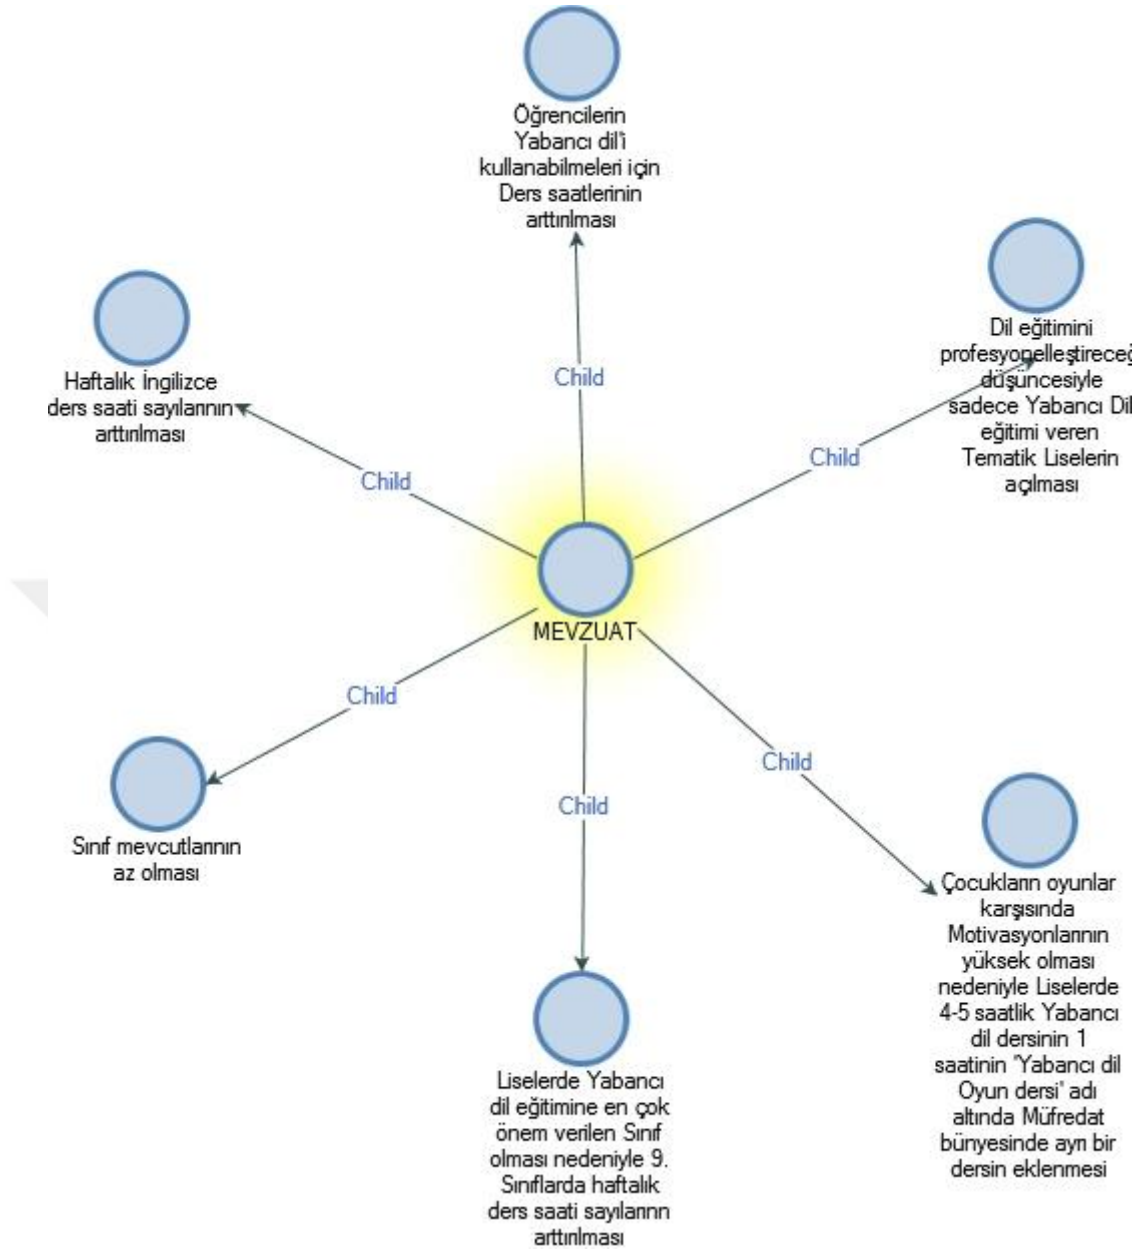 Öğrencilerin
Yabancı dil'i
kullanabilmeleri için
Ders saatlerinin
arttırılması
Child
Dil eğitimini
profesyonelleştireceğ
düşüncesiyle
sadece Yabancı Dil
eğitimi veren
Tematik Liselerin
açılması
Child
Haftalık İngilizce
ders saati sayılarının
arttırılması
Child
MEVZUAT
Child
Sınıf mevcutlarının
az olması
Child
Çocukların oyunlar
karşısında
Motivasyonlarının
yüksek olması
nedeniyle Liselerde
4-5 saatlik Yabancı
dil dersinin 1
saatinin 'Yabancı dil
Oyun dersi' adı
altında Müfredat
bünyesinde ayrı bir
dersin eklenmesi
Child
Liselerde Yabancı
dil eğitimine en çok
önem verilen Sınıf
olması nedeniyle 9.
Sınıflarda haftalık
ders saati sayılarınn
arttırılması